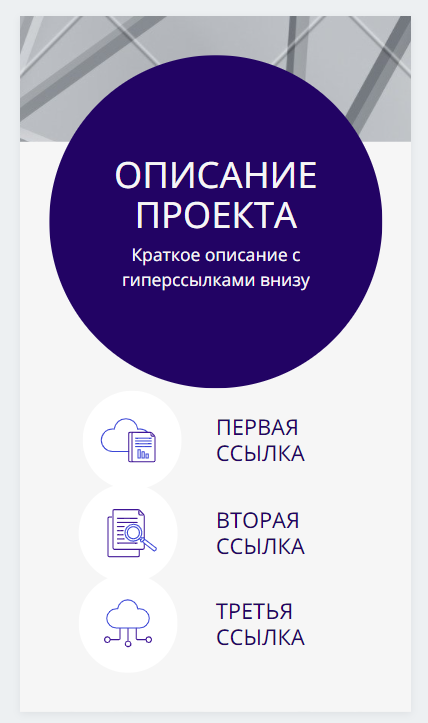 ОПИСАНИЕ
ПРОЕКТА
Краткое описание с
гиперссылками внизу
ПЕРВАЯ
ССЫЛКА
ВТОРАЯ
ССЫЛКА
ТРЕТЬЯ
ССЫЛКА